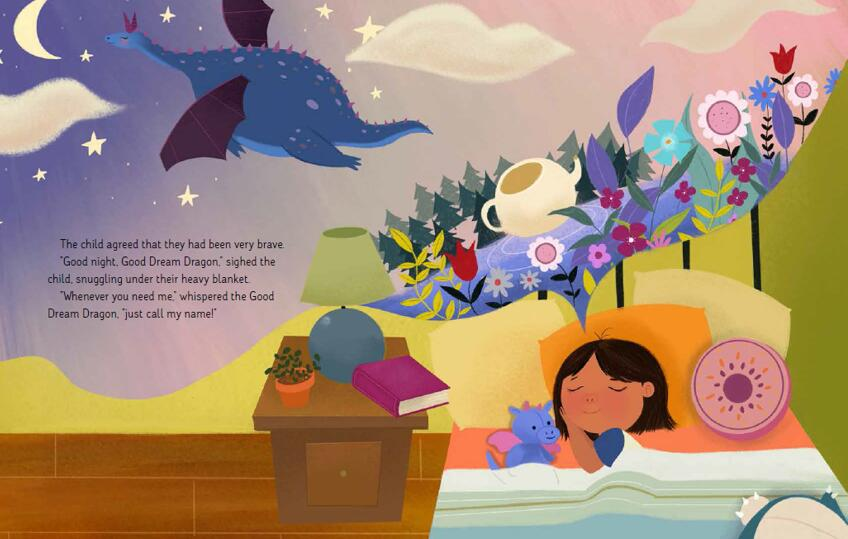 The child agreed that they had been very brave.
“Good night, Good Dream Dragon,” sighed the
child, snuggling under their heavy blanket.
“Whenever you need me,” whispered the Good
Dream Dragon, “just call my name!”